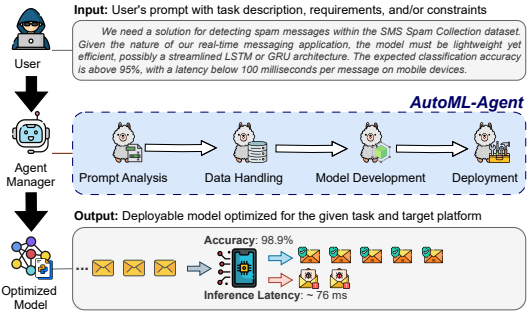 Input: User's prompt with task description, requirements, and/or constraints
We need a solution for detecting spam messages within the SMS Spam Collection dataset.
Given the nature of our real-time messaging application, the model must be lightweight yet
efficient, possibly a streamlined LSTM or GRU architecture. The expected classification accuracy
is above 95%, with a latency below 100 milliseconds per message on mobile devices.
User
AutoML-Agent
Agent
Manager
Prompt Analysis
Data Handling
Model Development
Deployment
Output: Deployable model optimized for the given task and target platform
Accuracy: 98.9%
...
Inference Latency: ~ 76 ms
Optimized
Model